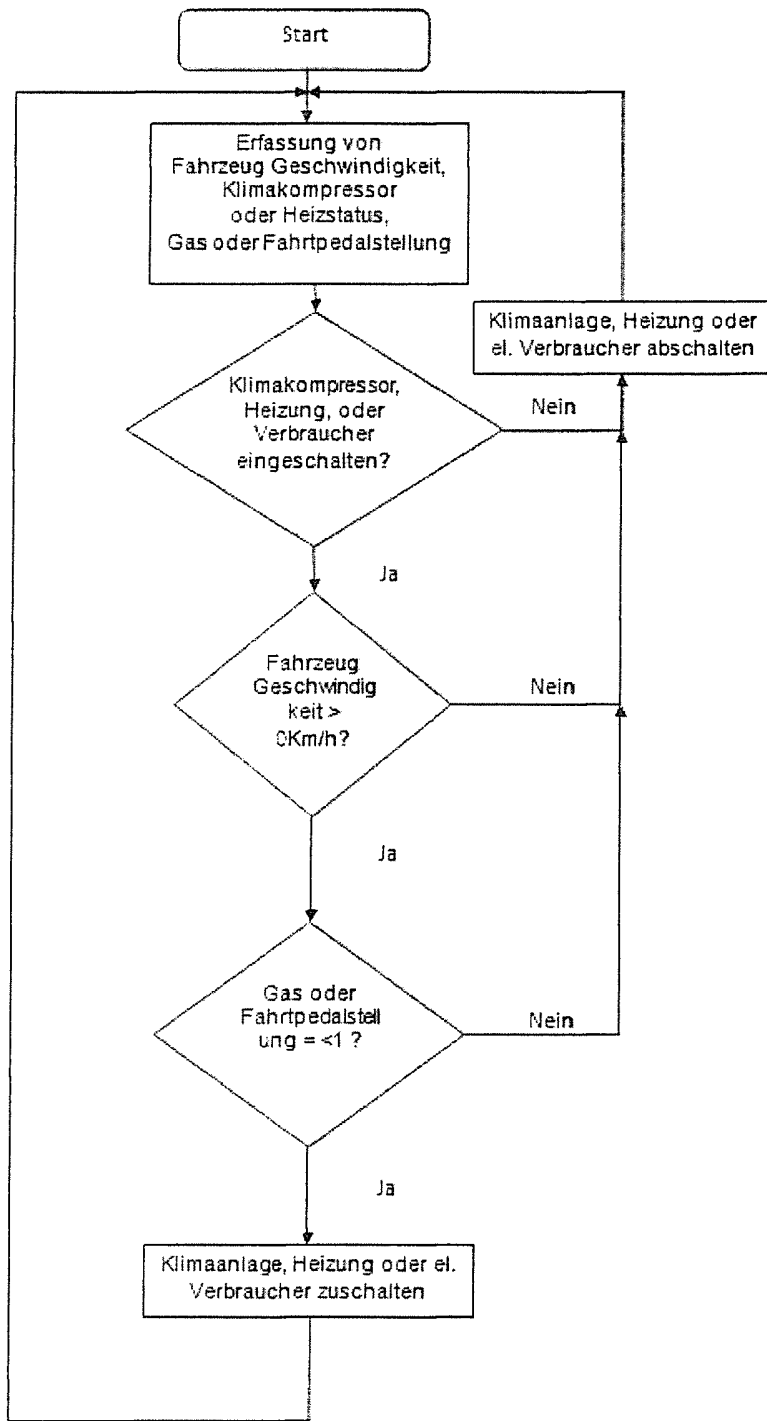 Start
Erfassung von
Fahrzeug Geschwindigkeit,
Klimakompressor
oder Heizstatus,
Gas oder Fahrtpedalstellung
Klimaanlage, Heizung oder
el. Verbraucher abschalten
Klimakompressor,
Heizung, oder
Verbraucher
eingeschalten?
Nein
Ja
Fahrzeug
Geschwindig
keit >
0Km/h?
Nein
Ja
Gas oder
Fahrtpedalstell
ung = <1 ?
Nein
Ja
Klimaanlage, Heizung oder el.
Verbraucher zuschalten